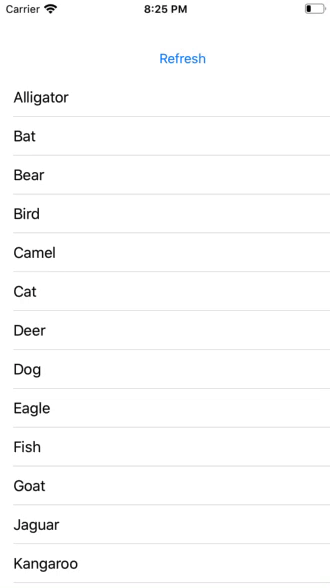 Carrier 8:25 PM
Refresh
Alligator
Bat
Bear
Bird
Camel
Cat
Deer
Dog
Eagle
Fish
Goat
Jaguar
Kangaroo